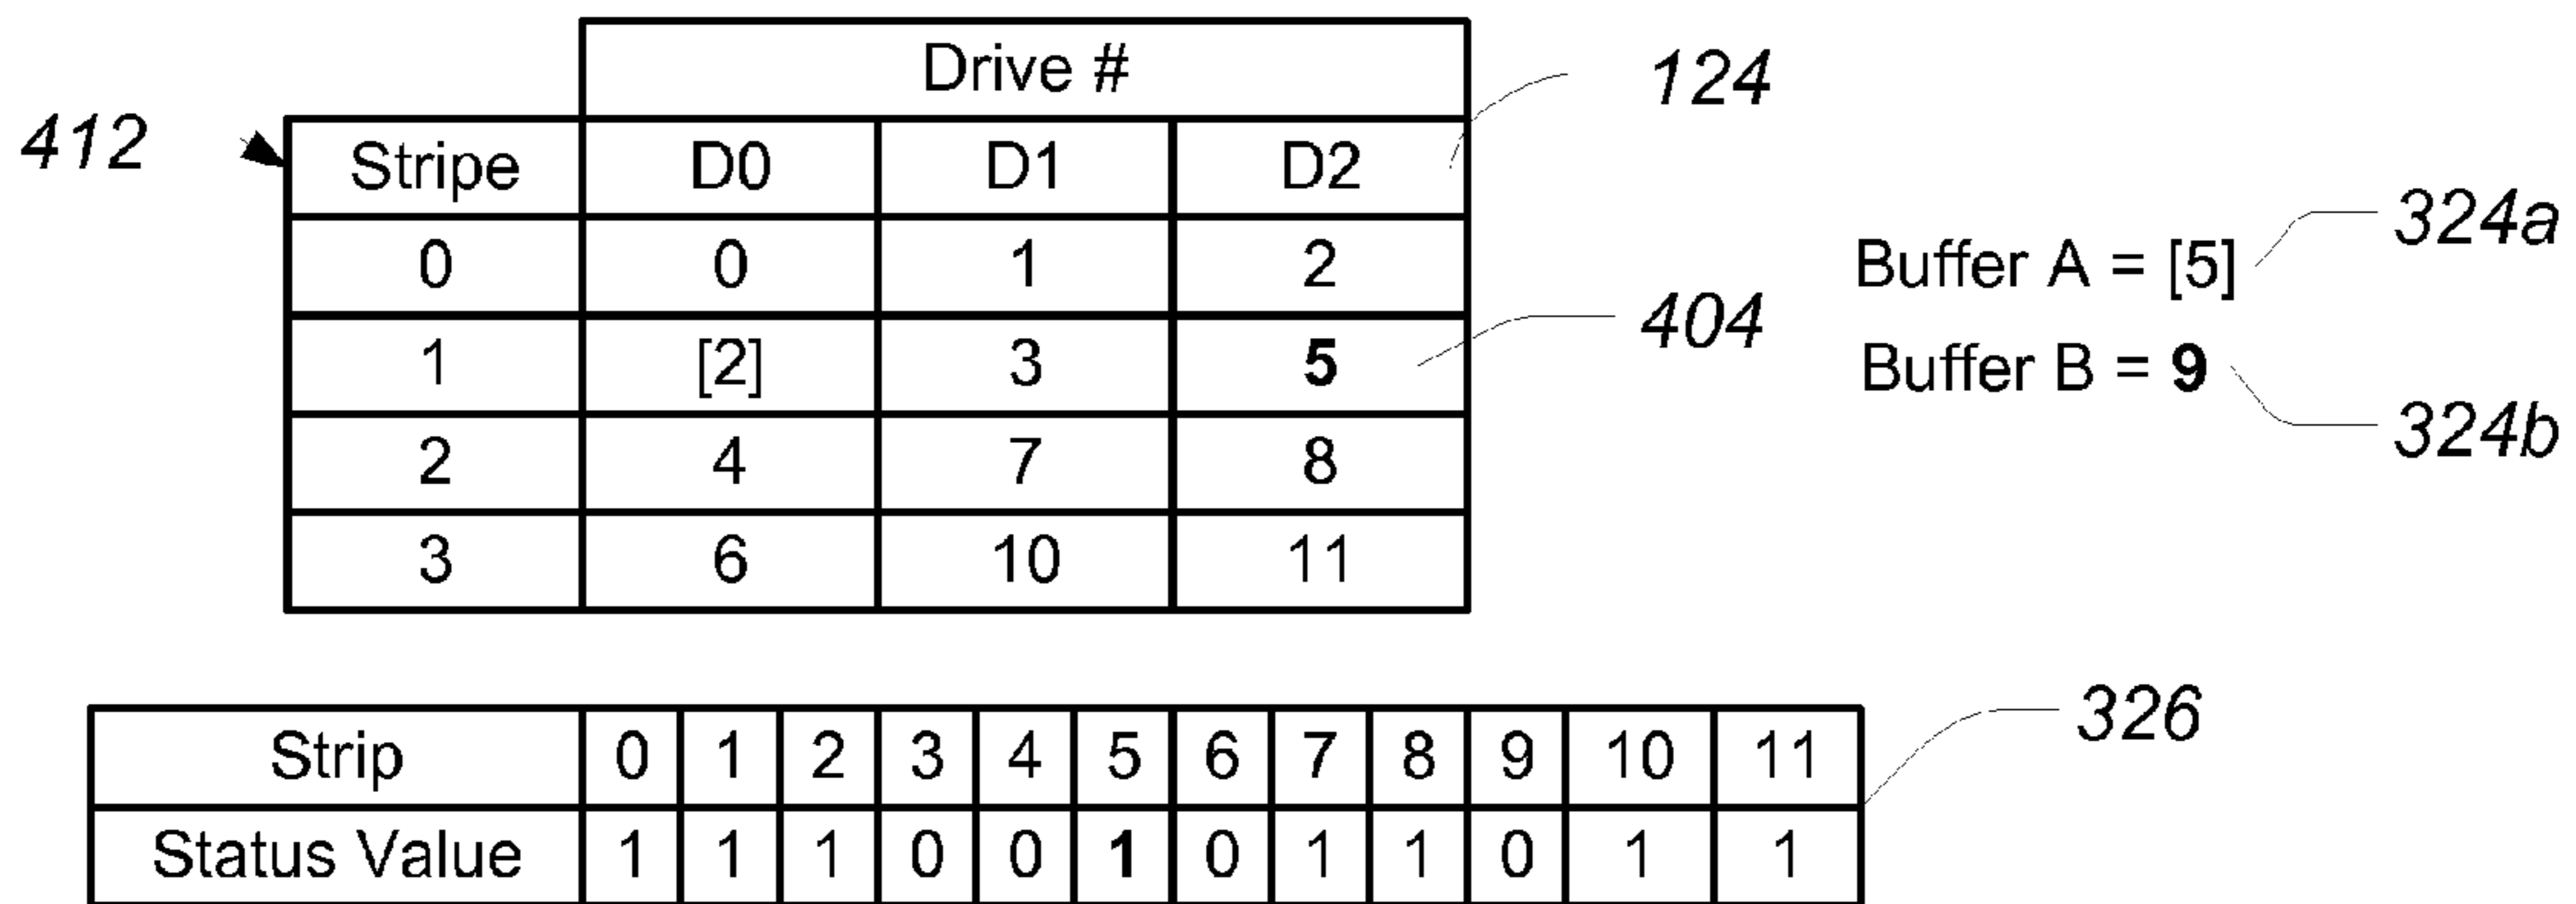 Drive #
124
412
Stripe D0 D1 D2
0 0 1 2
324a
Buffer A = [5]
404
1 [2] 3 5
Buffer B = 9
324b
2 4 7 8
3 6 10 11
326
Strip 0 1 2 3 4 5 6 7 8 9 10 11
Status Value 1 1 1 0 0 1 0 1 1 0 1 1